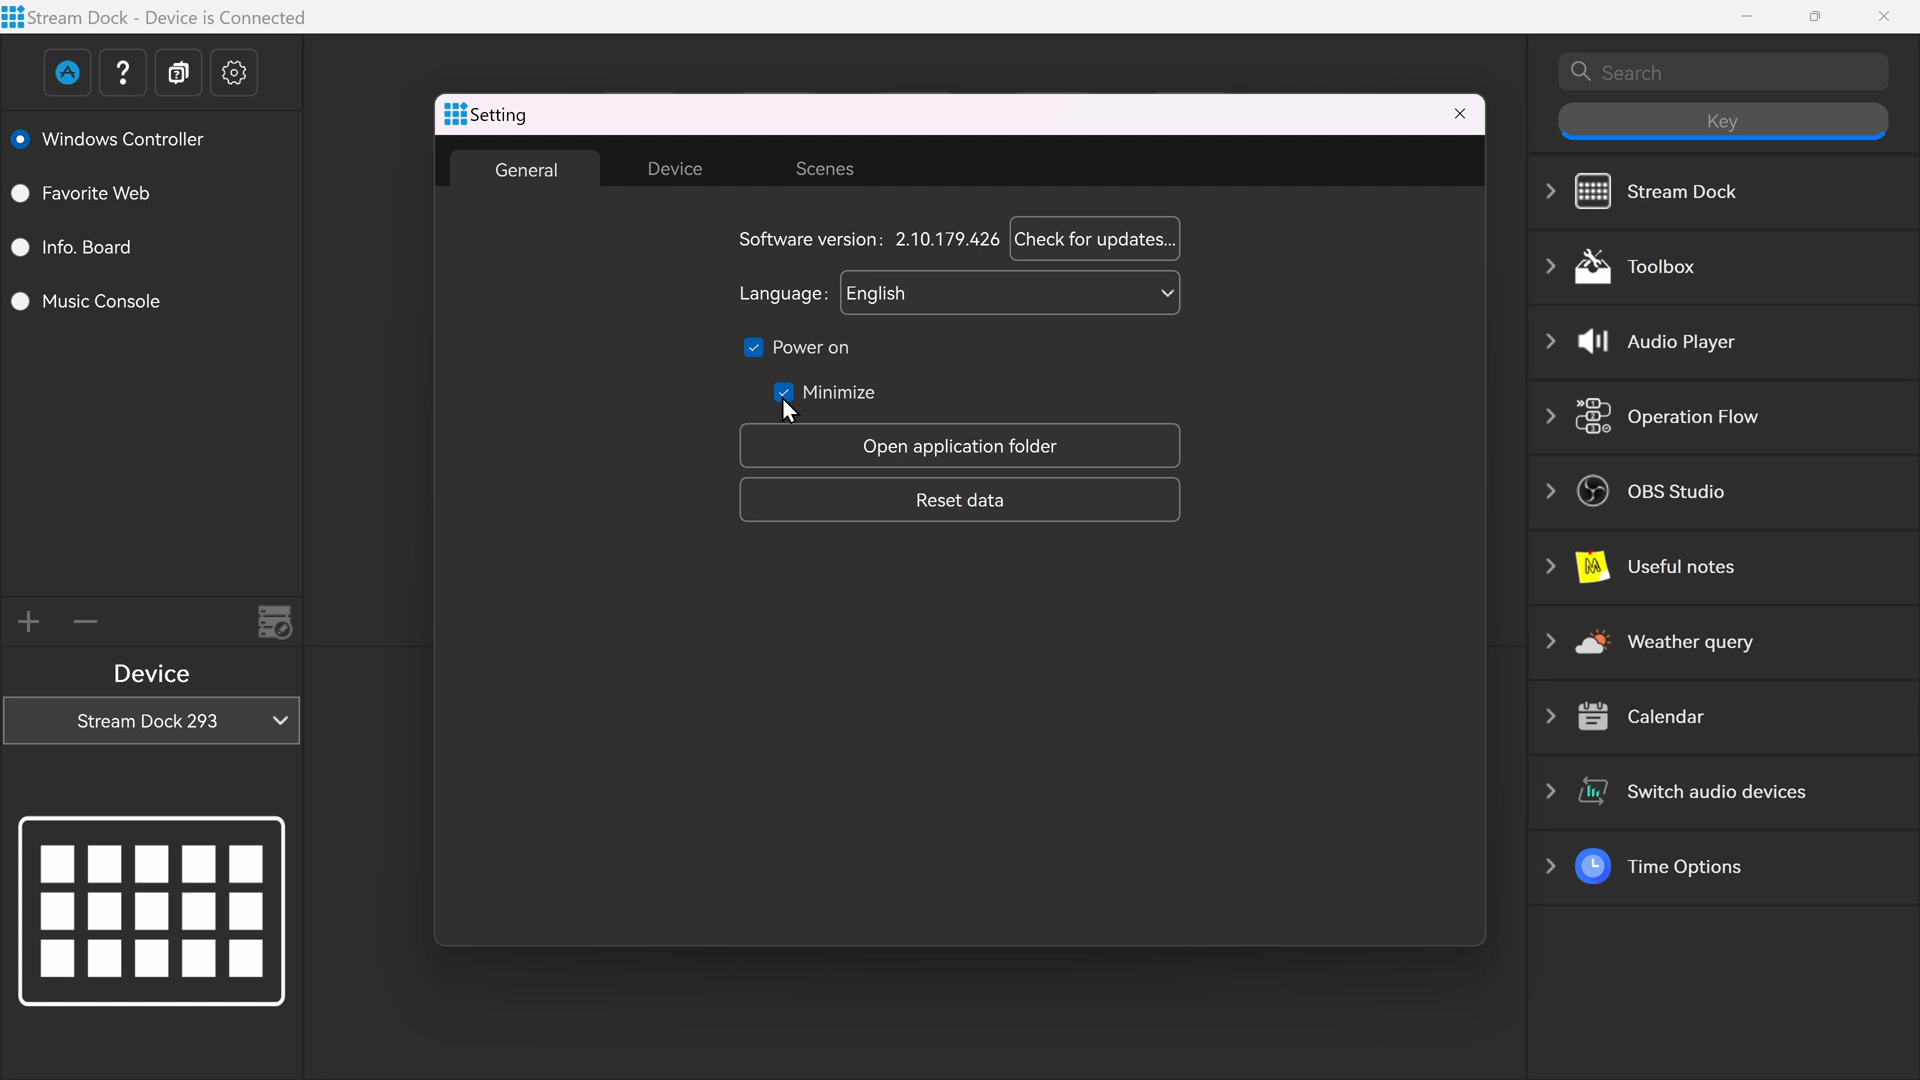 Stream Dock - Device is Connected
?
Windows Controller
Favorite Web
Info. Board
Music Console
Device
Stream Dock 293
Setting
General Device Scenes
Software version: 2.10.179.426 Check for updates...
Language: English
Power on
Minimize
Open application folder
Reset data
Search
Key
Stream Dock
Toolbox
Audio Player
Operation Flow
OBS Studio
Useful notes
Weather query
Calendar
Switch audio devices
Time Options